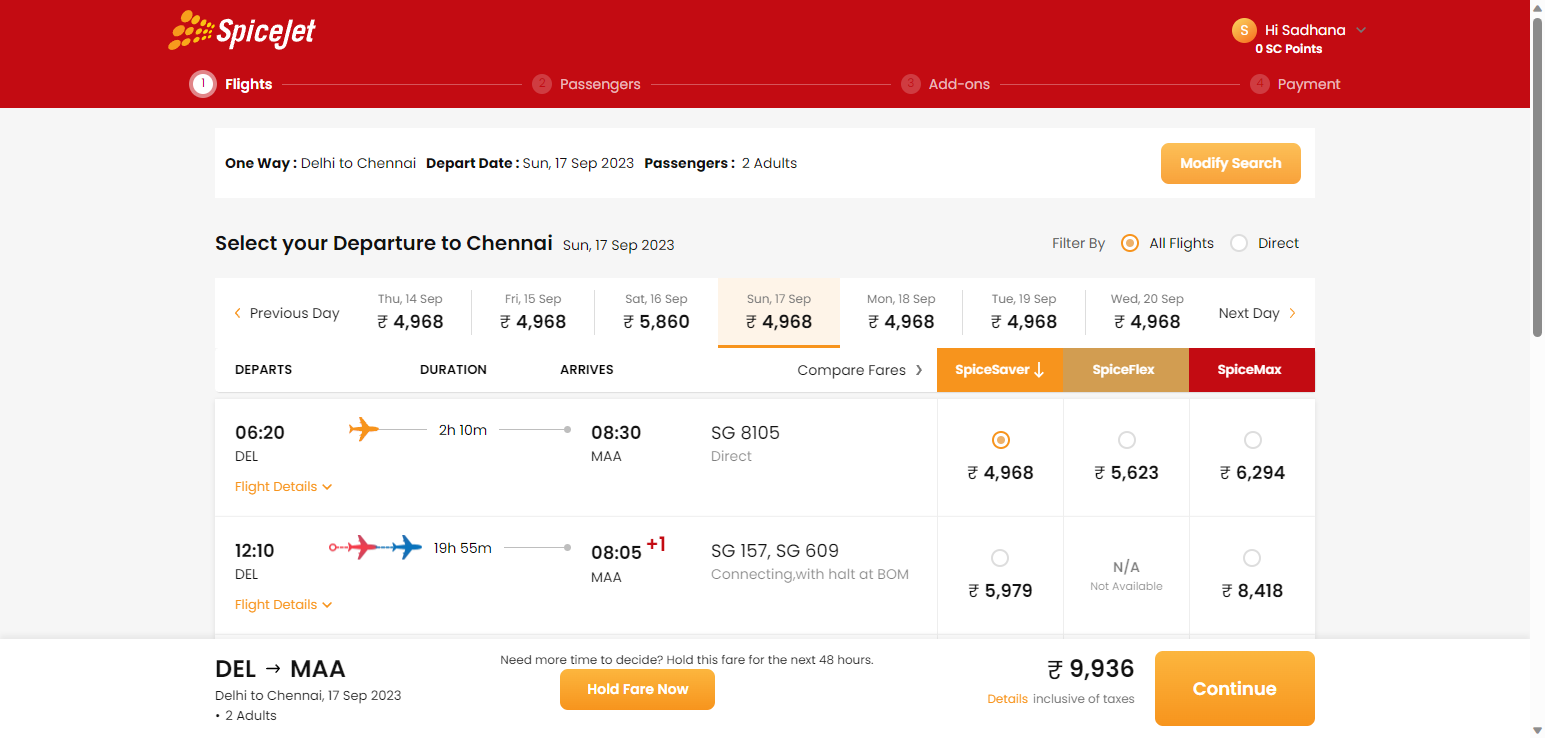 SpiceJet
S Hi Sadhana
0 SC Points
1 Flights 2 Passengers 3 Add-ons 4 Payment
One Way : Delhi to Chennai Depart Date : Sun, 17 Sep 2023 Passengers : 2 Adults Modify Search
Select your Departure to Chennai Sun, 17 Sep 2023 Filter By All Flights Direct
Thu, 14 Sep Fri, 15 Sep Sat, 16 Sep Sun, 17 Sep Mon, 18 Sep Tue, 19 Sep Wed, 20 Sep
Previous Day ₹ 4,968 ₹ 4,968 ₹ 5,860 ₹ 4,968 ₹ 4,968 ₹ 4,968 ₹ 4,968 Next Day
DEPARTS DURATION ARRIVES Compare Fares SpiceSaver ↓ SpiceFlex SpiceMax
06:20 2h 10m 08:30 SG 8105
DEL MAA Direct
₹ 4,968 ₹ 5,623 ₹ 6,294
Flight Details
12:10 19h 55m 08:05 +1 SG 157, SG 609
DEL MAA Connecting,with halt at BOM
N/A
Not Available
₹ 5,979 ₹ 8,418
Flight Details
DEL → MAA
Delhi to Chennai, 17 Sep 2023
• 2 Adults
Need more time to decide? Hold this fare for the next 48 hours.
Hold Fare Now
₹ 9,936
Details inclusive of taxes
Continue